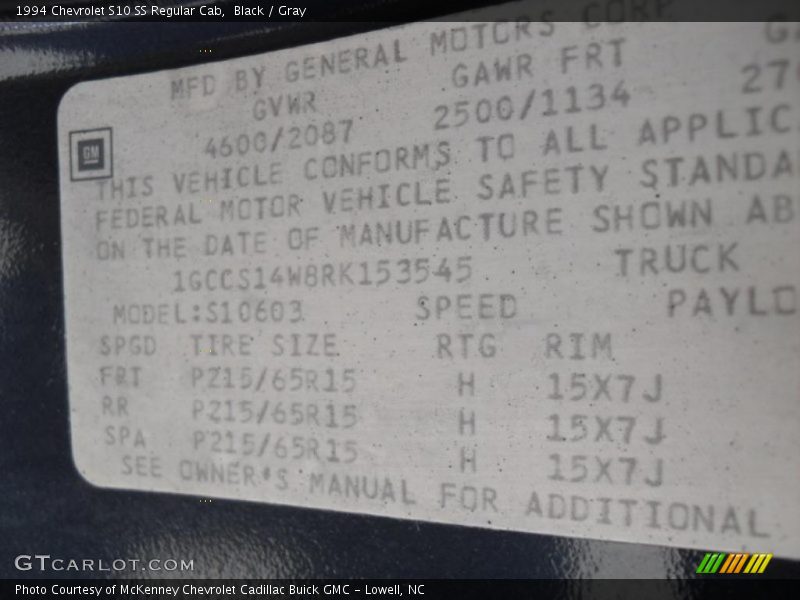 1994 Chevrolet S10 SS Regular Cab, Black / Gray
MFD BY GENERAL MOTORS CORP
GVWR GAWR FRT
4600/2087 2500/1134
GM
THIS VEHICLE CONFORMS TO ALL APPLIC
FEDERAL MOTOR VEHICLE SAFETY STANDA
ON THE DATE OF MANUFACTURE SHOWN AB
1GCCS14W8RK153545 TRUCK
MODEL:S10603 SPEED PAYLO
SPGD TIRE SIZE RTG RIM
FRT P215/65R15 H 15X7J
RR P215/65R15 H 15X7J
SPA P215/65R15 H 15X7J
SEE OWNER'S MANUAL FOR ADDITIONAL
GTCARLOT.COM
Photo Courtesy of McKenney Chevrolet Cadillac Buick GMC - Lowell, NC